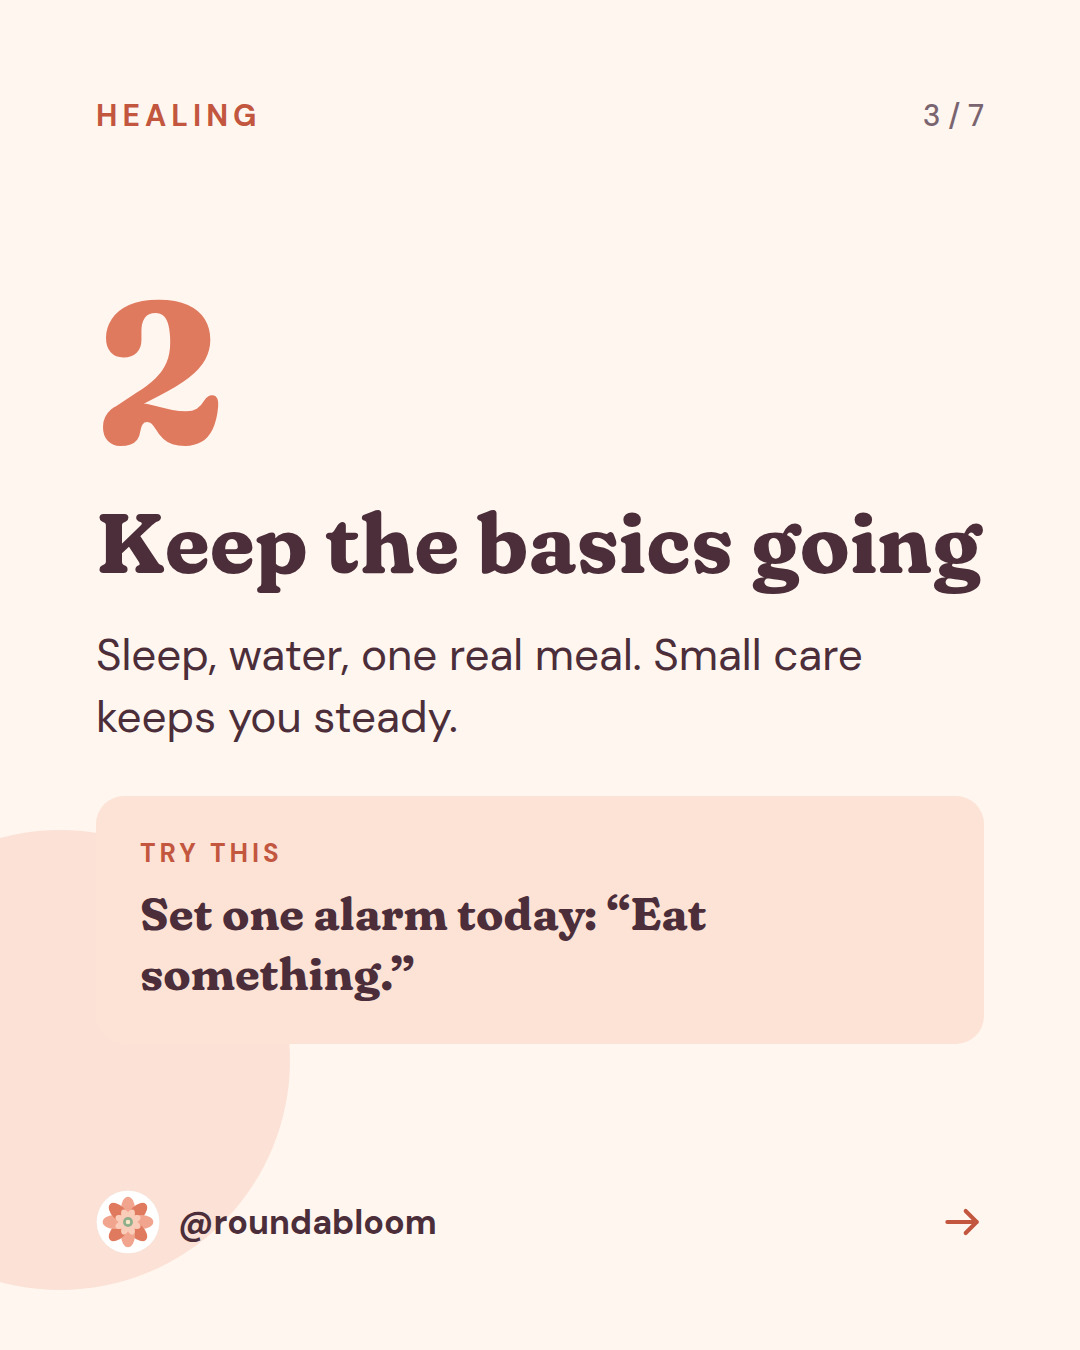 HEALING
3 / 7
2
Keep the basics going
Sleep, water, one real meal. Small care
keeps you steady.
TRY THIS
Set one alarm today: “Eat
something.”
@roundabloom